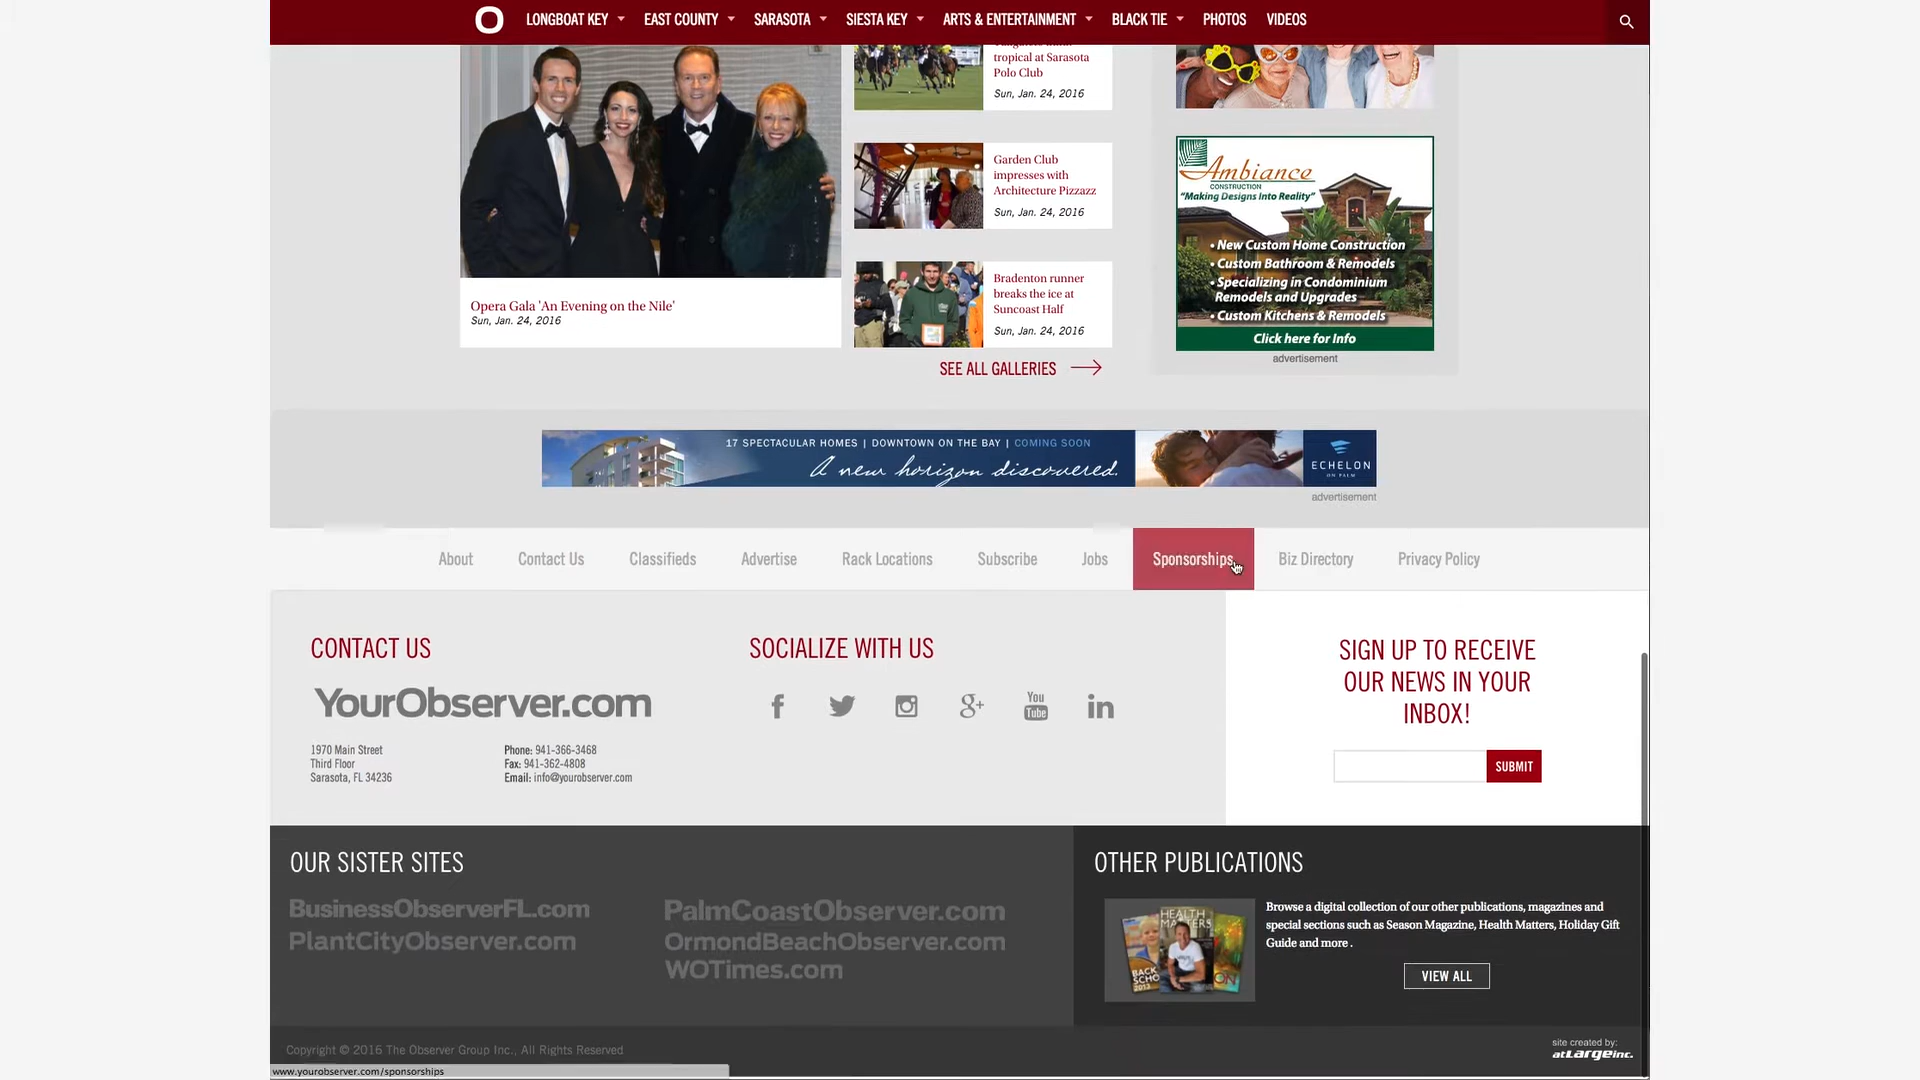 O LONGBOAT KEY EAST COUNTY SARASOTA SIESTA KEY ARTS & ENTERTAINMENT BLACK TIE PHOTOS VIDEOS
tropical at Sarasota
Polo Club
Sun, Jan. 24, 2016
Garden Club
impresses with
Architecture Pizzazz
Sun, Jan. 24, 2016
Bradenton runner
breaks the ice at
Suncoast Half
Sun, Jan. 24, 2016
Opera Gala 'An Evening on the Nile'
Sun, Jan. 24, 2016
SEE ALL GALLERIES
Ambiance
CONSTRUCTION
"Making Designs Into Reality"
• New Custom Home Construction
• Custom Bathroom & Remodels
• Specializing in Condominium
Remodels and Upgrades
• Custom Kitchens & Remodels
Click here for Info
advertisement
17 SPECTACULAR HOMES | DOWNTOWN ON THE BAY | COMING SOON
A new horizon discovered.
ECHELON
ON PALM
advertisement
About Contact Us Classifieds Advertise Rack Locations Subscribe Jobs Sponsorships Biz Directory Privacy Policy
CONTACT US
YourObserver.com
1970 Main Street
Third Floor
Sarasota, FL 34236
Phone: 941-366-3468
Fax: 941-362-4808
Email: info@yourobserver.com
SOCIALIZE WITH US
f g+ You Tube in
SIGN UP TO RECEIVE
OUR NEWS IN YOUR
INBOX!
SUBMIT
OUR SISTER SITES
BusinessObserverFL.com
PlantCityObserver.com
PalmCoastObserver.com
OrmondBeachObserver.com
WOTimes.com
OTHER PUBLICATIONS
HEALTH
MATTERS
BACK
SCHO
2013
ON
Browse a digital collection of our other publications, magazines and
special sections such as Season Magazine, Health Matters, Holiday Gift
Guide and more .
VIEW ALL
Copyright © 2016 The Observer Group Inc., All Rights Reserved
site created by:
atLargeinc.
www.yourobserver.com/sponsorships